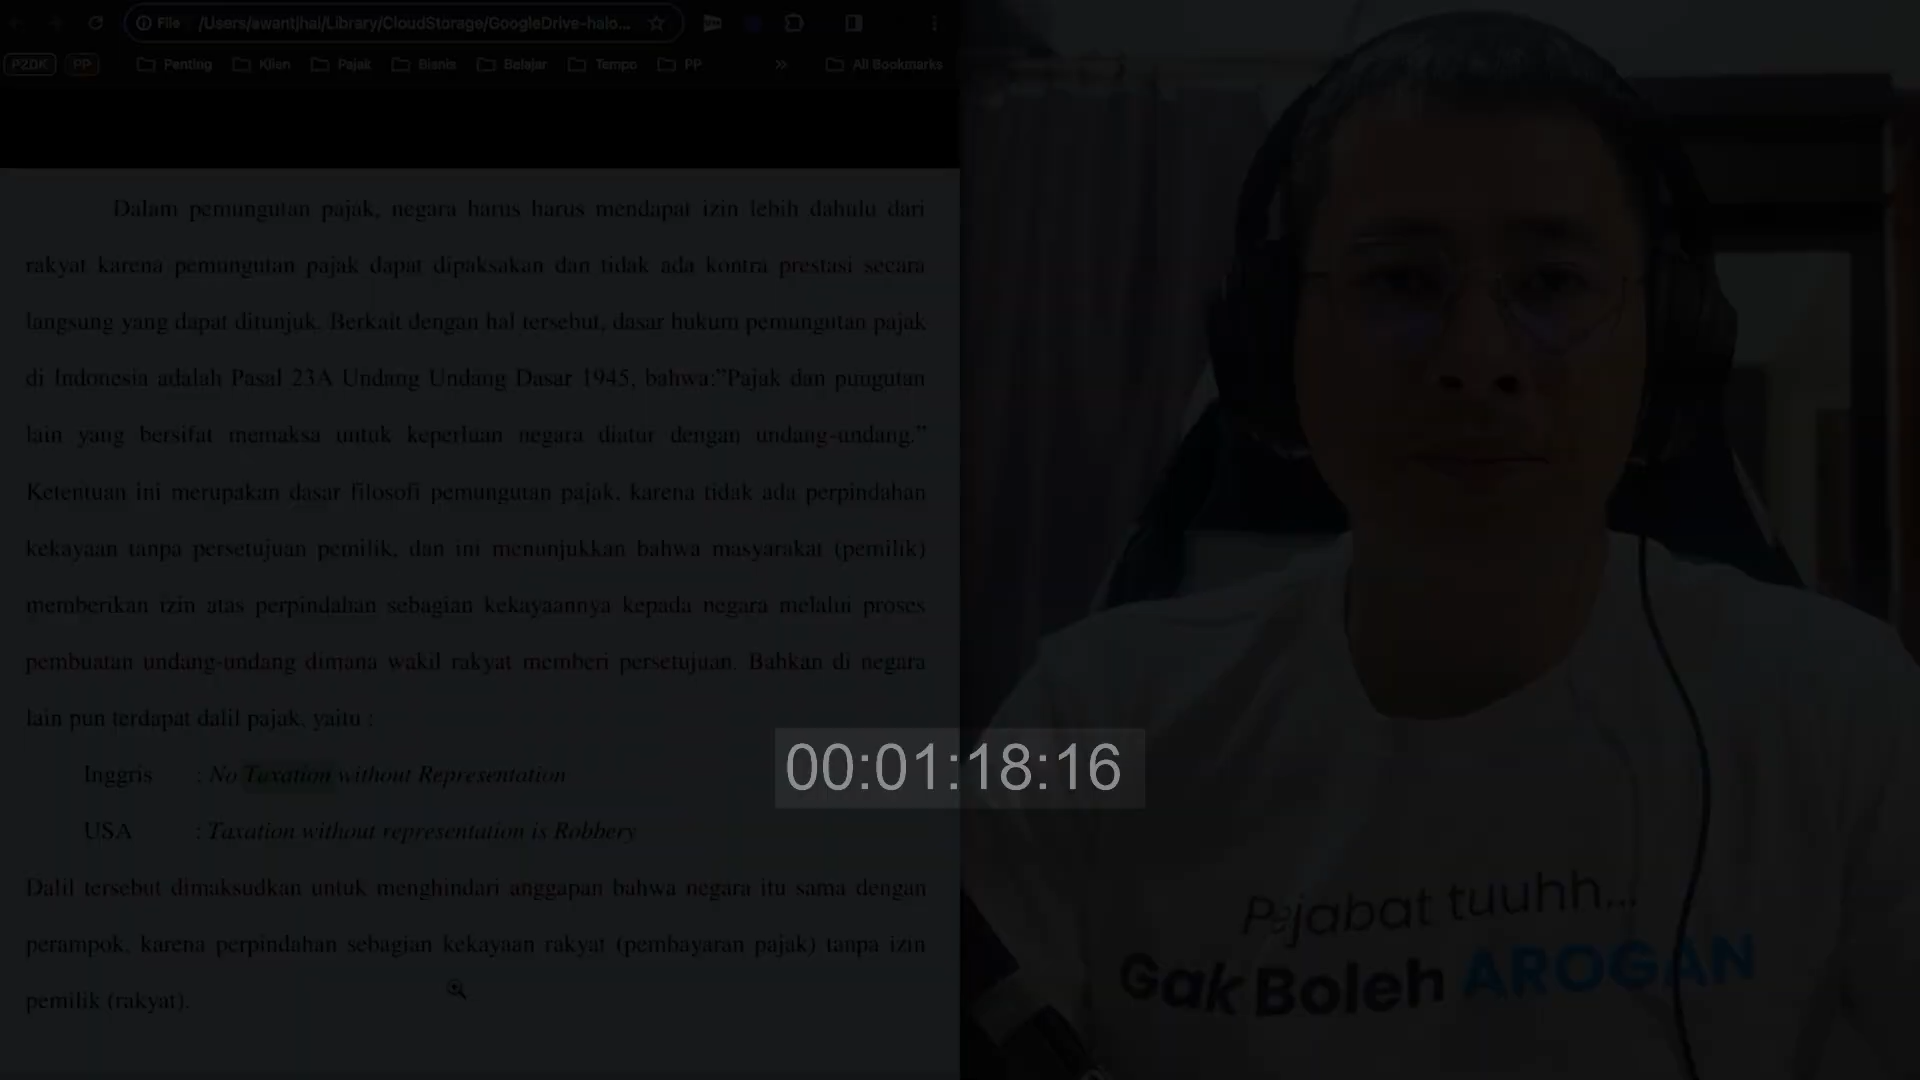 File /Users/awantjhai/Library/CloudStorage/GoogleDrive-halo...
PZDK PP Penting Klien Pajak Bisnis Belajar Tempo PP » All Bookmarks
Dalam pemungutan pajak, negara harus harus mendapat izin lebih dahulu dari
rakyat karena pemungutan pajak dapat dipaksakan dan tidak ada kontra prestasi secara
langsung yang dapat ditunjuk. Berkait dengan hal tersebut, dasar hukum pemungutan pajak
di Indonesia adalah Pasal 23A Undang Undang Dasar 1945, bahwa:”Pajak dan puugutan
lain yang bersifat memaksa untuk keperluan negara diatur dengan undang-undang.”
Ketentuan ini merupakan dasar filosofi pemungutan pajak, karena tidak ada perpindahan
kekayaan tanpa persetujuan pemilik, dan ini menunjukkan bahwa masyarakat (pemilik)
memberikan izin atas perpindahan sebagian kekayaannya kepada negara melalui proses
pembuatan undang-undang dimana wakil rakyat memberi persetujuan. Bahkan di negara
lain pun terdapat dalil pajak, yaitu :
Inggris : No Taxation without Representation
USA : Taxation without representation is Robbery
Dalil tersebut dimaksudkan untuk menghindari anggapan bahwa negara itu sama dengan
perampok, karena perpindahan sebagian kekayaan rakyat (pembayaran pajak) tanpa izin
pemilik (rakyat).
00:01:18:16
Pejabat tuuhh...
Gak Boleh AROGAN